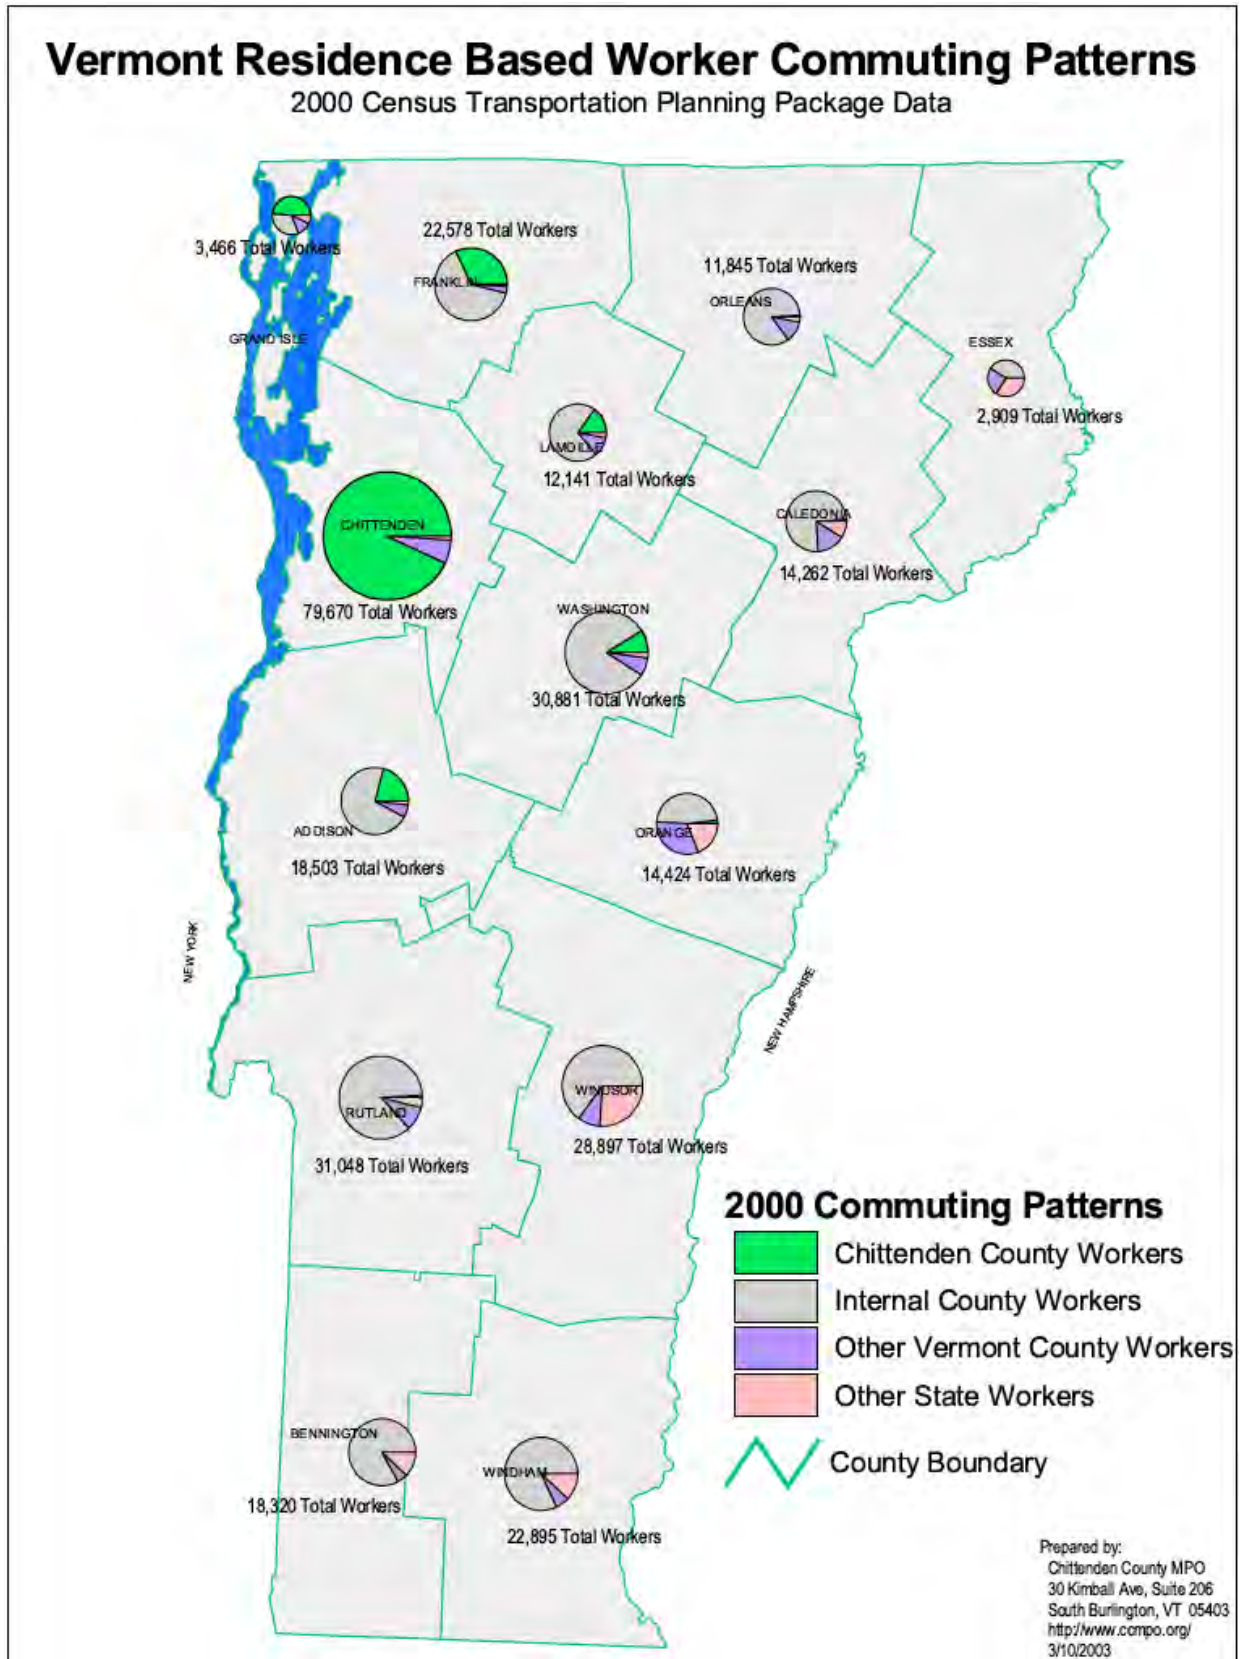 Vermont Residence Based Worker Commuting Patterns
2000 Census Transportation Planning Package Data
3,466 Total Workers
GRAND ISLE
22,578 Total Workers
FRANKLIN
11,845 Total Workers
ORLEANS
ESSEX
2,909 Total Workers
LAMOILLE
12,141 Total Workers
CHITTENDEN
79,670 Total Workers
CALEDONIA
14,262 Total Workers
WASHINGTON
30,881 Total Workers
ADDISON
18,503 Total Workers
ORANGE
14,424 Total Workers
NEW YORK
NEW HAMPSHIRE
RUTLAND
31,048 Total Workers
WINDSOR
28,897 Total Workers
BENNINGTON
18,320 Total Workers
WINDHAM
22,895 Total Workers
2000 Commuting Patterns
Chittenden County Workers
Internal County Workers
Other Vermont County Workers
Other State Workers
County Boundary
Prepared by:
Chittenden County MPO
30 Kimball Ave, Suite 206
South Burlington, VT 05403
http://www.ccmpo.org/
3/10/2003